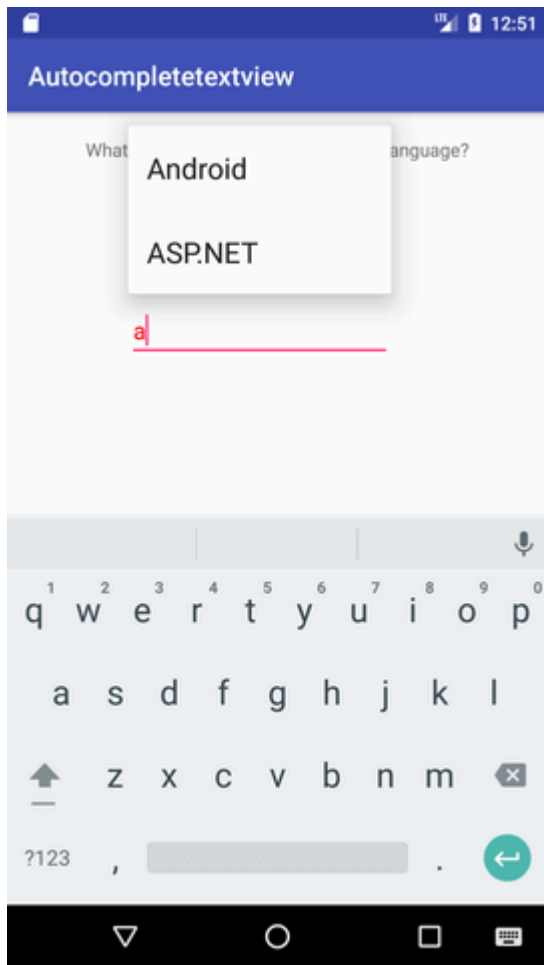 LTE 12:51
Autocompletetextview
What
anguage?
Android
ASP.NET
a
1 2 3 4 5 6 7 8 9 0
q w e r t y u i o p
a s d f g h j k l
z x c v b n m
?123 , .